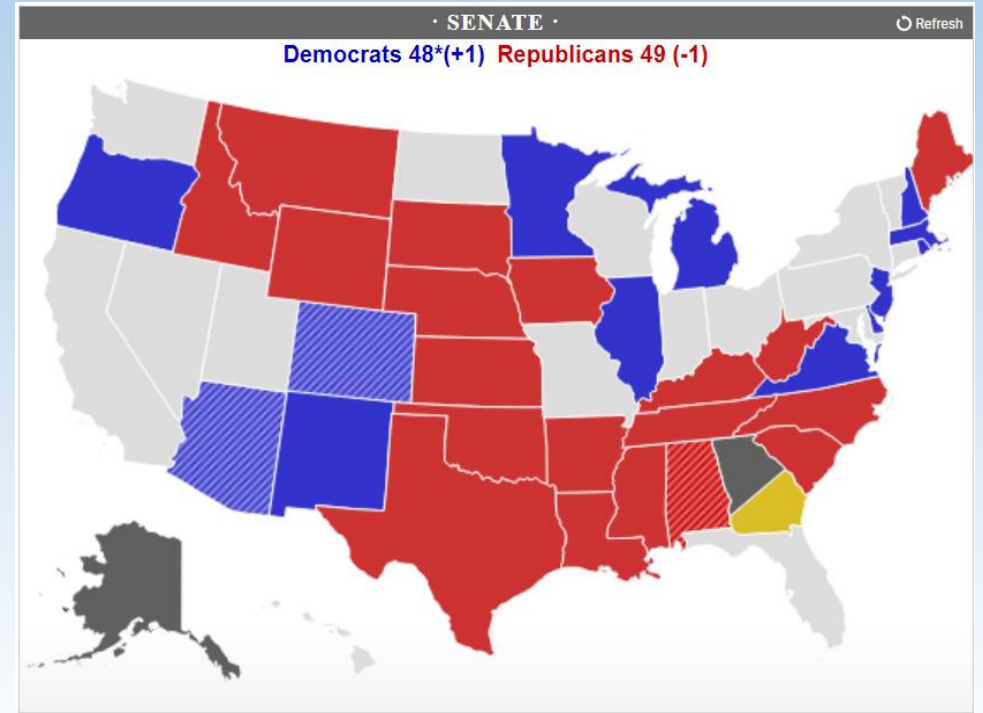 · SENATE ·
Refresh
Democrats 48*(+1) Republicans 49 (-1)